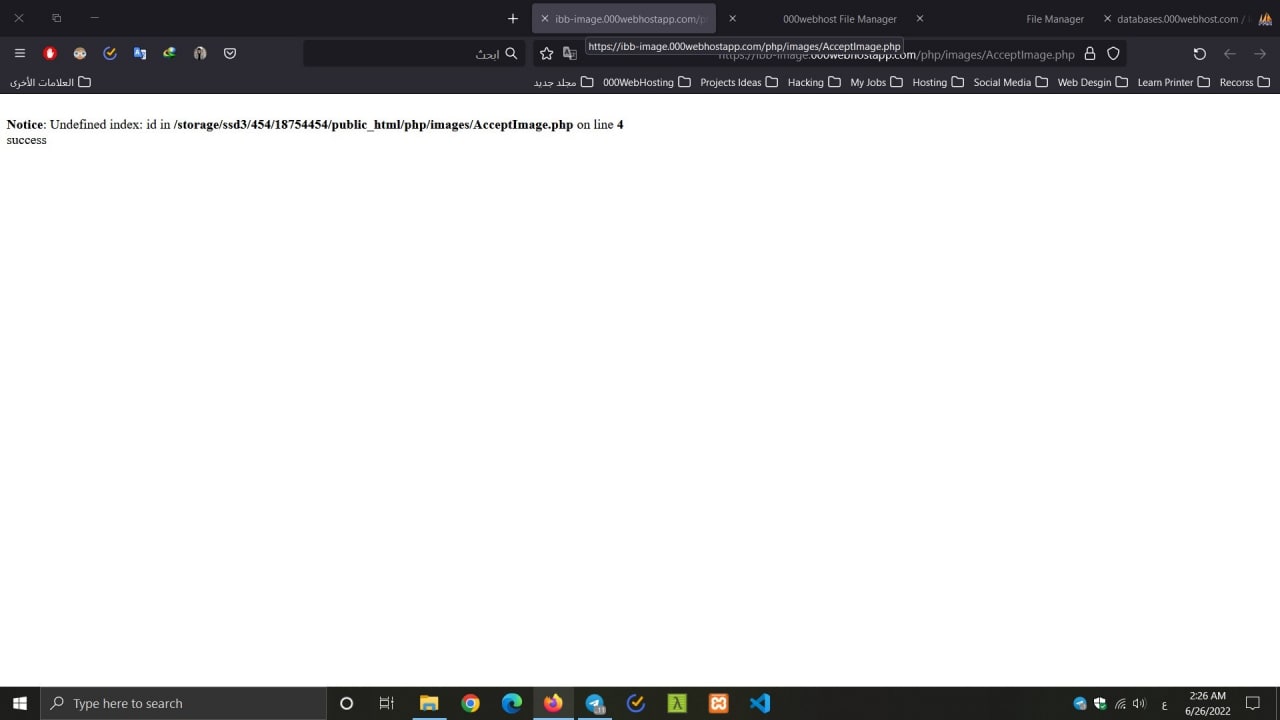 ibb-image.000webhostapp.com/p
000webhost File Manager
File Manager
databases.000webhost.com /
ابحث
https://ibb-image.000webhostapp.com/php/images/AcceptImage.php
https://ibb-image.000webhostapp.com/php/images/AcceptImage.php
العلامات الأخرى
مجلد جديد
000WebHosting
Projects Ideas
Hacking
My Jobs
Hosting
Social Media
Web Desgin
Learn Printer
Recorss
Notice: Undefined index: id in /storage/ssd3/454/18754454/public_html/php/images/AcceptImage.php on line 4
success
Type here to search
ع
2:26 AM
6/26/2022